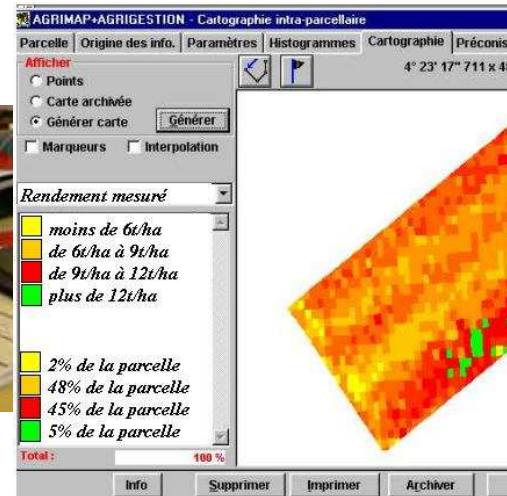 AGRIMAP+AGRIGESTION - Cartographie intra-parcellaire
Parcelle Origine des info. Paramètres Histogrammes Cartographie
Afficher
Points
Carte archivée
Générer carte Générer
Marqueurs Interpolation
4° 23' 17" 711 x
Rendement mesuré
moins de 6t/ha
de 6t/ha à 9t/ha
de 9t/ha à 12t/ha
plus de 12t/ha
2% de la parcelle
48% de la parcelle
45% de la parcelle
5% de la parcelle
Total : 100 %
Info Supprimer Imprimer Archiver